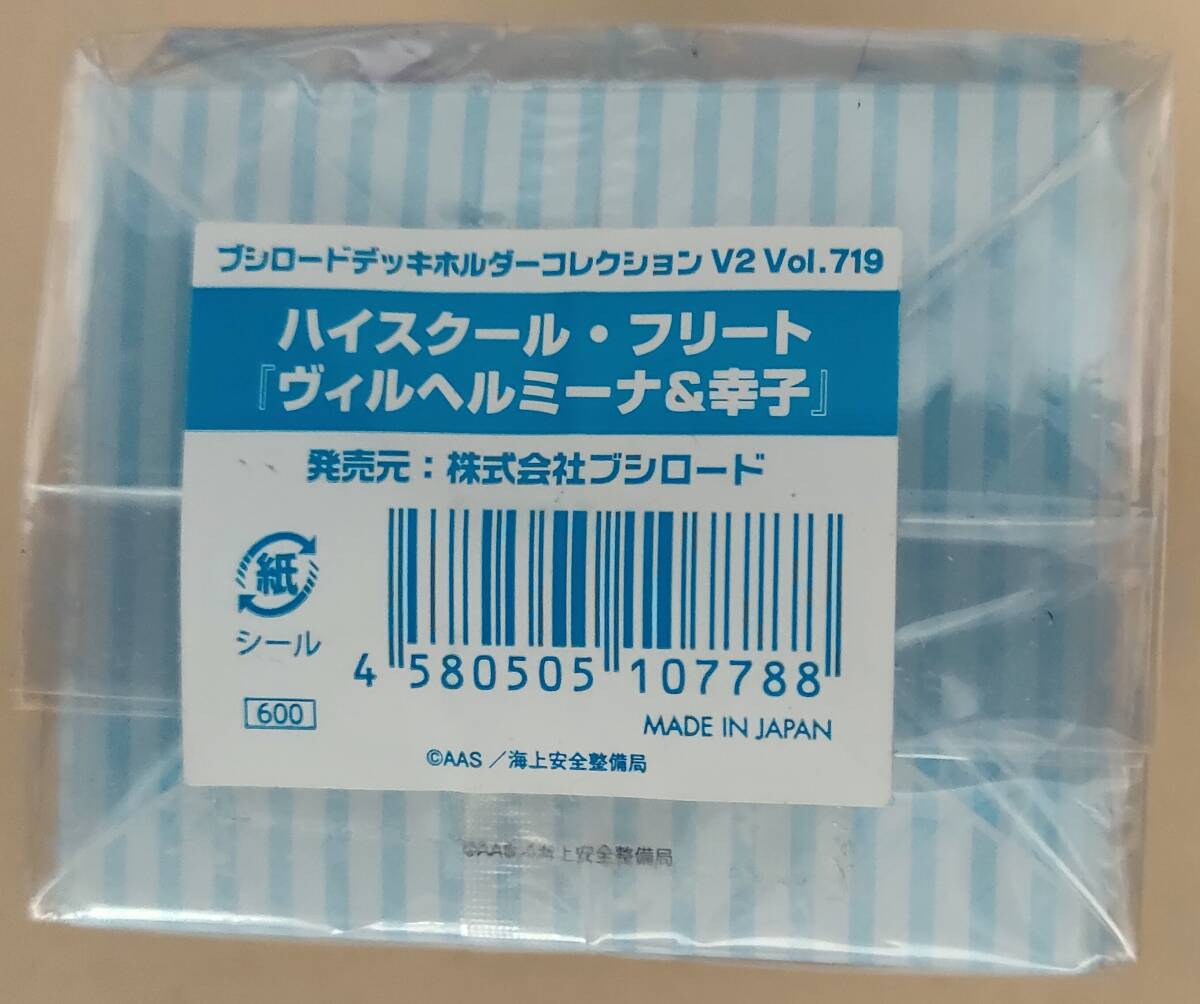 ブシロードデッキホルダーコレクション V2 Vol.719
ハイスクール・フリート
『ヴィルヘルミーナ&幸子』
発売元：株式会社ブシロード
紙
シール
4 580505 107788
600
MADE IN JAPAN
©AAS／海上安全整備局
©AAS／海上安全整備局